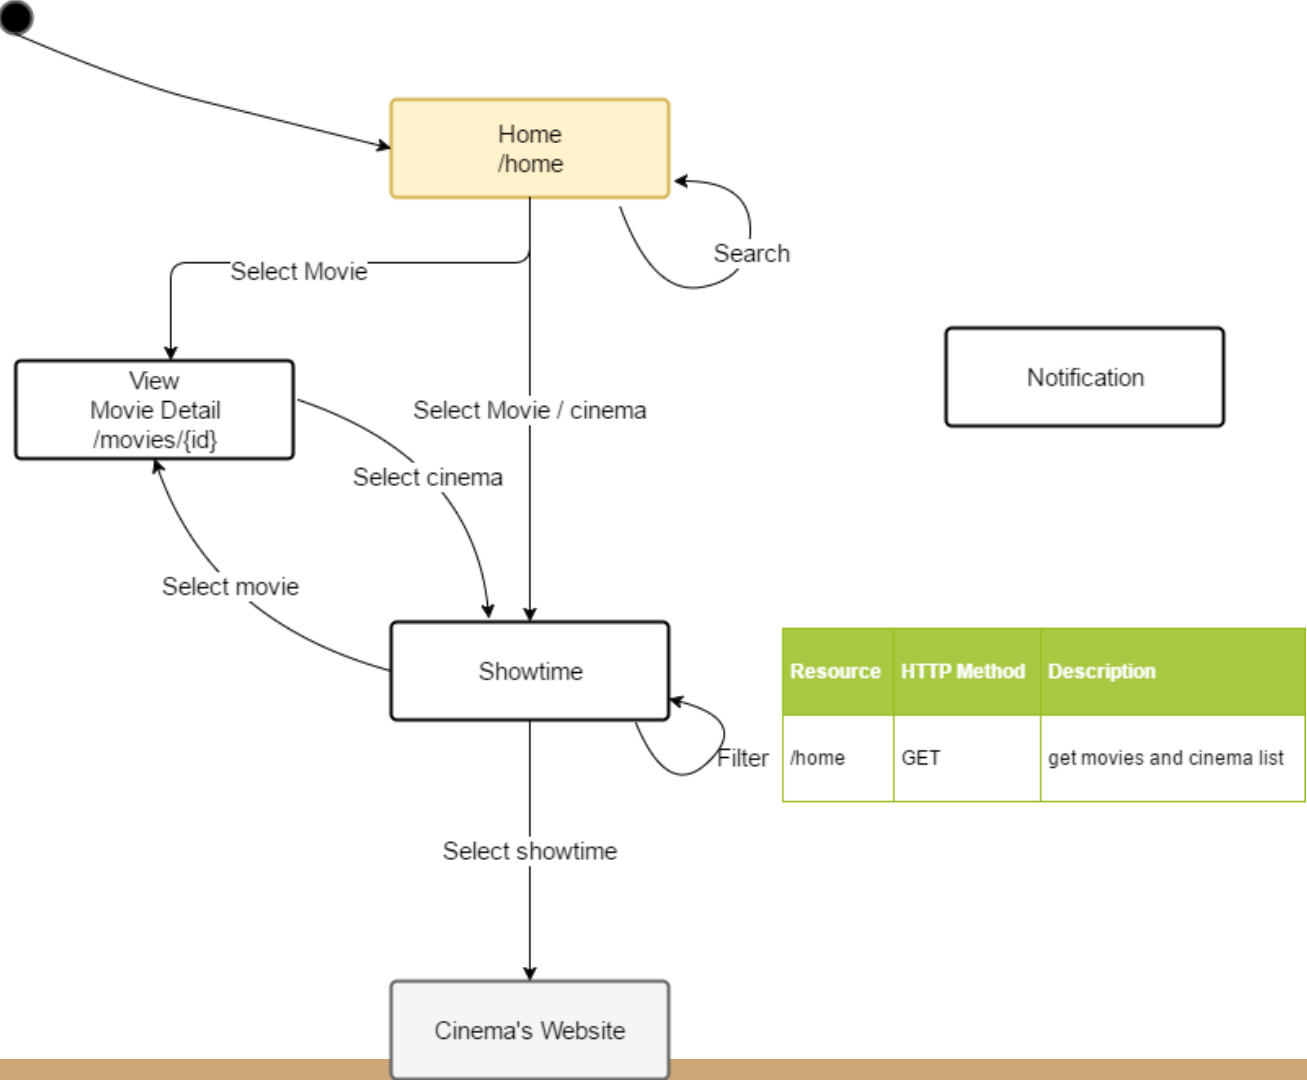 Home
/home
Search
Select Movie
View
Movie Detail
/movies/{id}
Select Movie / cinema
Notification
Select cinema
Select movie
Showtime
Filter
Resource HTTP Method Description
/home GET get movies and cinema list
Select showtime
Cinema's Website